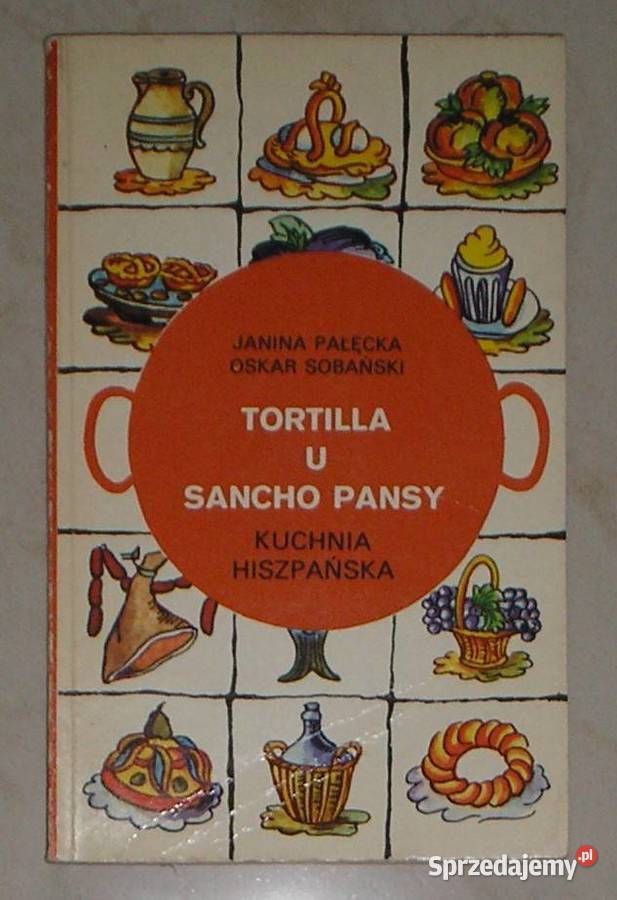 JANINA PAŁĘCKA
OSKAR SOBAŃSKI
TORTILLA
U
SANCHO PANSY
KUCHNIA
HISZPAŃSKA
Sprzedajemy.pl